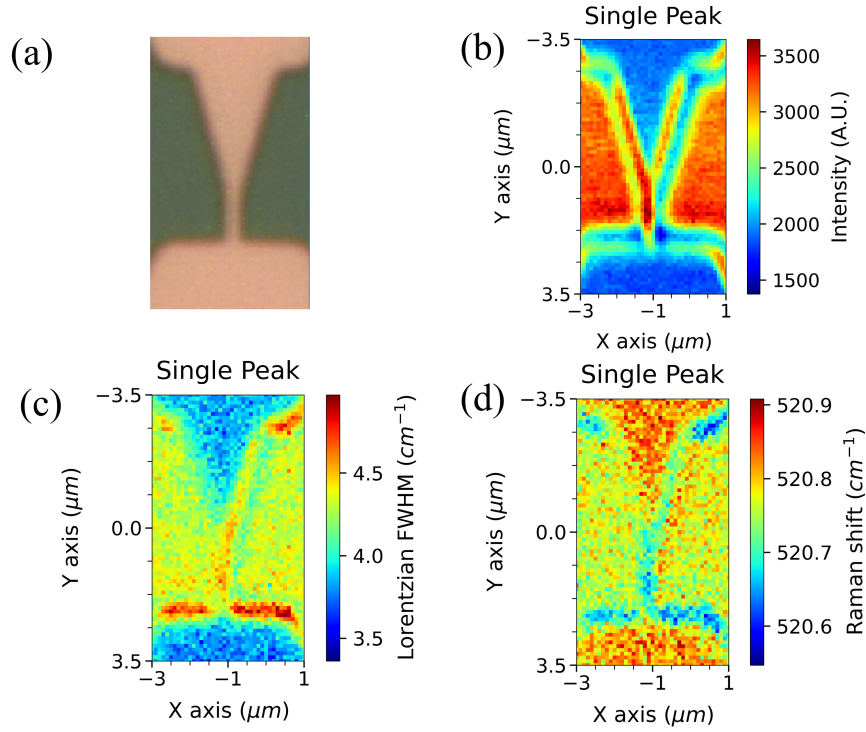 (a)
(b)
Single Peak
−3.5
0.0
3.5
−3
−1
1
Y axis (μm)
X axis (μm)
3500
3000
2500
2000
1500
Intensity (A.U.)
(c)
Single Peak
−3.5
0.0
3.5
−3
−1
1
Y axis (μm)
X axis (μm)
4.5
4.0
3.5
Lorentzian FWHM (cm⁻¹)
(d)
Single Peak
−3.5
0.0
3.5
−3
−1
1
Y axis (μm)
X axis (μm)
520.9
520.8
520.7
520.6
Raman shift (cm⁻¹)